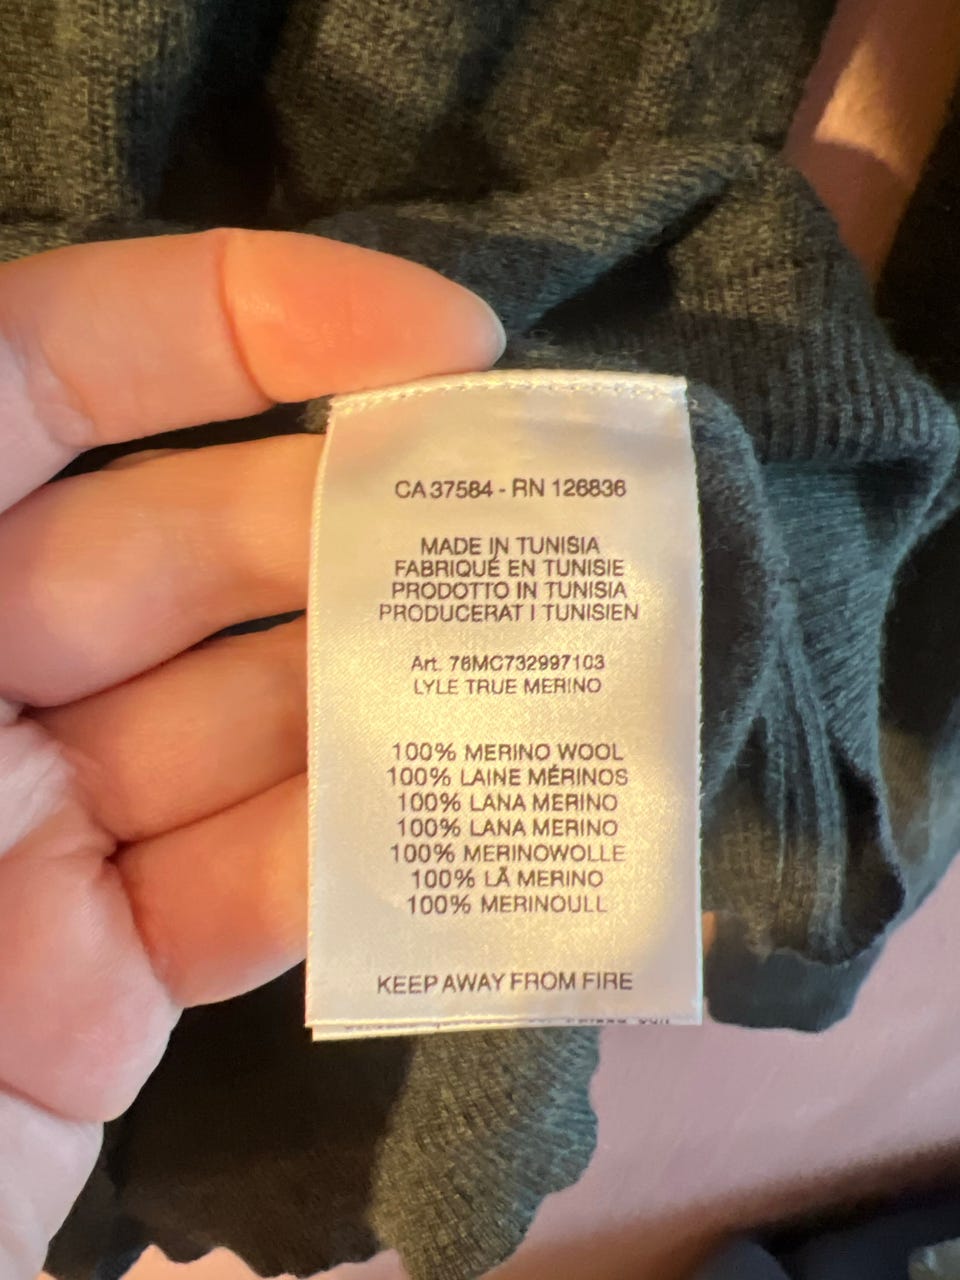 CA 37584 - RN 126836
MADE IN TUNISIA
FABRIQUÉ EN TUNISIE
PRODOTTO IN TUNISIA
PRODUCERAT I TUNISIEN
Art. 76MC732997103
LYLE TRUE MERINO
100% MERINO WOOL
100% LAINE MÉRINOS
100% LANA MERINO
100% LANA MERINO
100% MERINOWOLLE
100% LÃ MERINO
100% MERINOULL
KEEP AWAY FROM FIRE